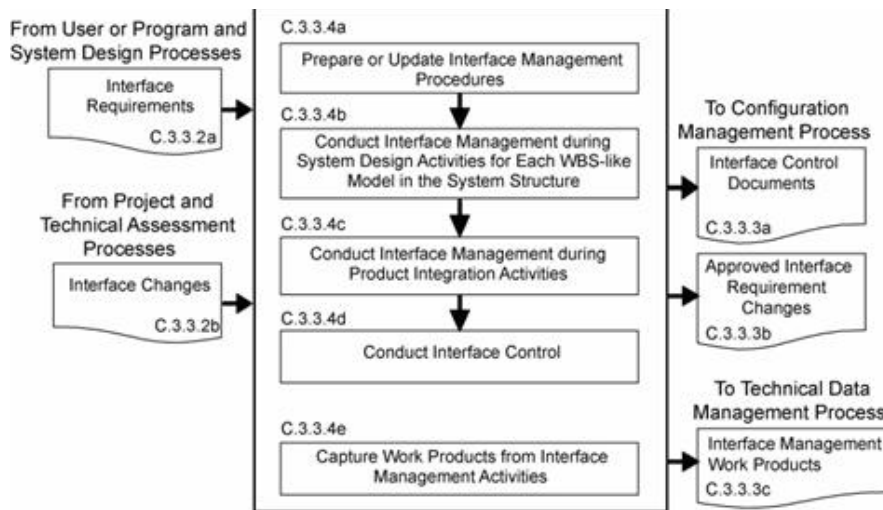 From User or Program and
System Design Processes
Interface
Requirements
C.3.3.2a
From Project and
Technical Assessment
Processes
Interface Changes
C.3.3.2b
C.3.3.4a
Prepare or Update Interface Management
Procedures
C.3.3.4b
Conduct Interface Management during
System Design Activities for Each WBS-like
Model in the System Structure
C.3.3.4c
Conduct Interface Management during
Product Integration Activities
C.3.3.4d
Conduct Interface Control
C.3.3.4e
Capture Work Products from Interface
Management Activities
To Configuration
Management Process
Interface Control
Documents
C.3.3.3a
Approved Interface
Requirement
Changes
C.3.3.3b
To Technical Data
Management Process
Interface Management
Work Products
C.3.3.3c